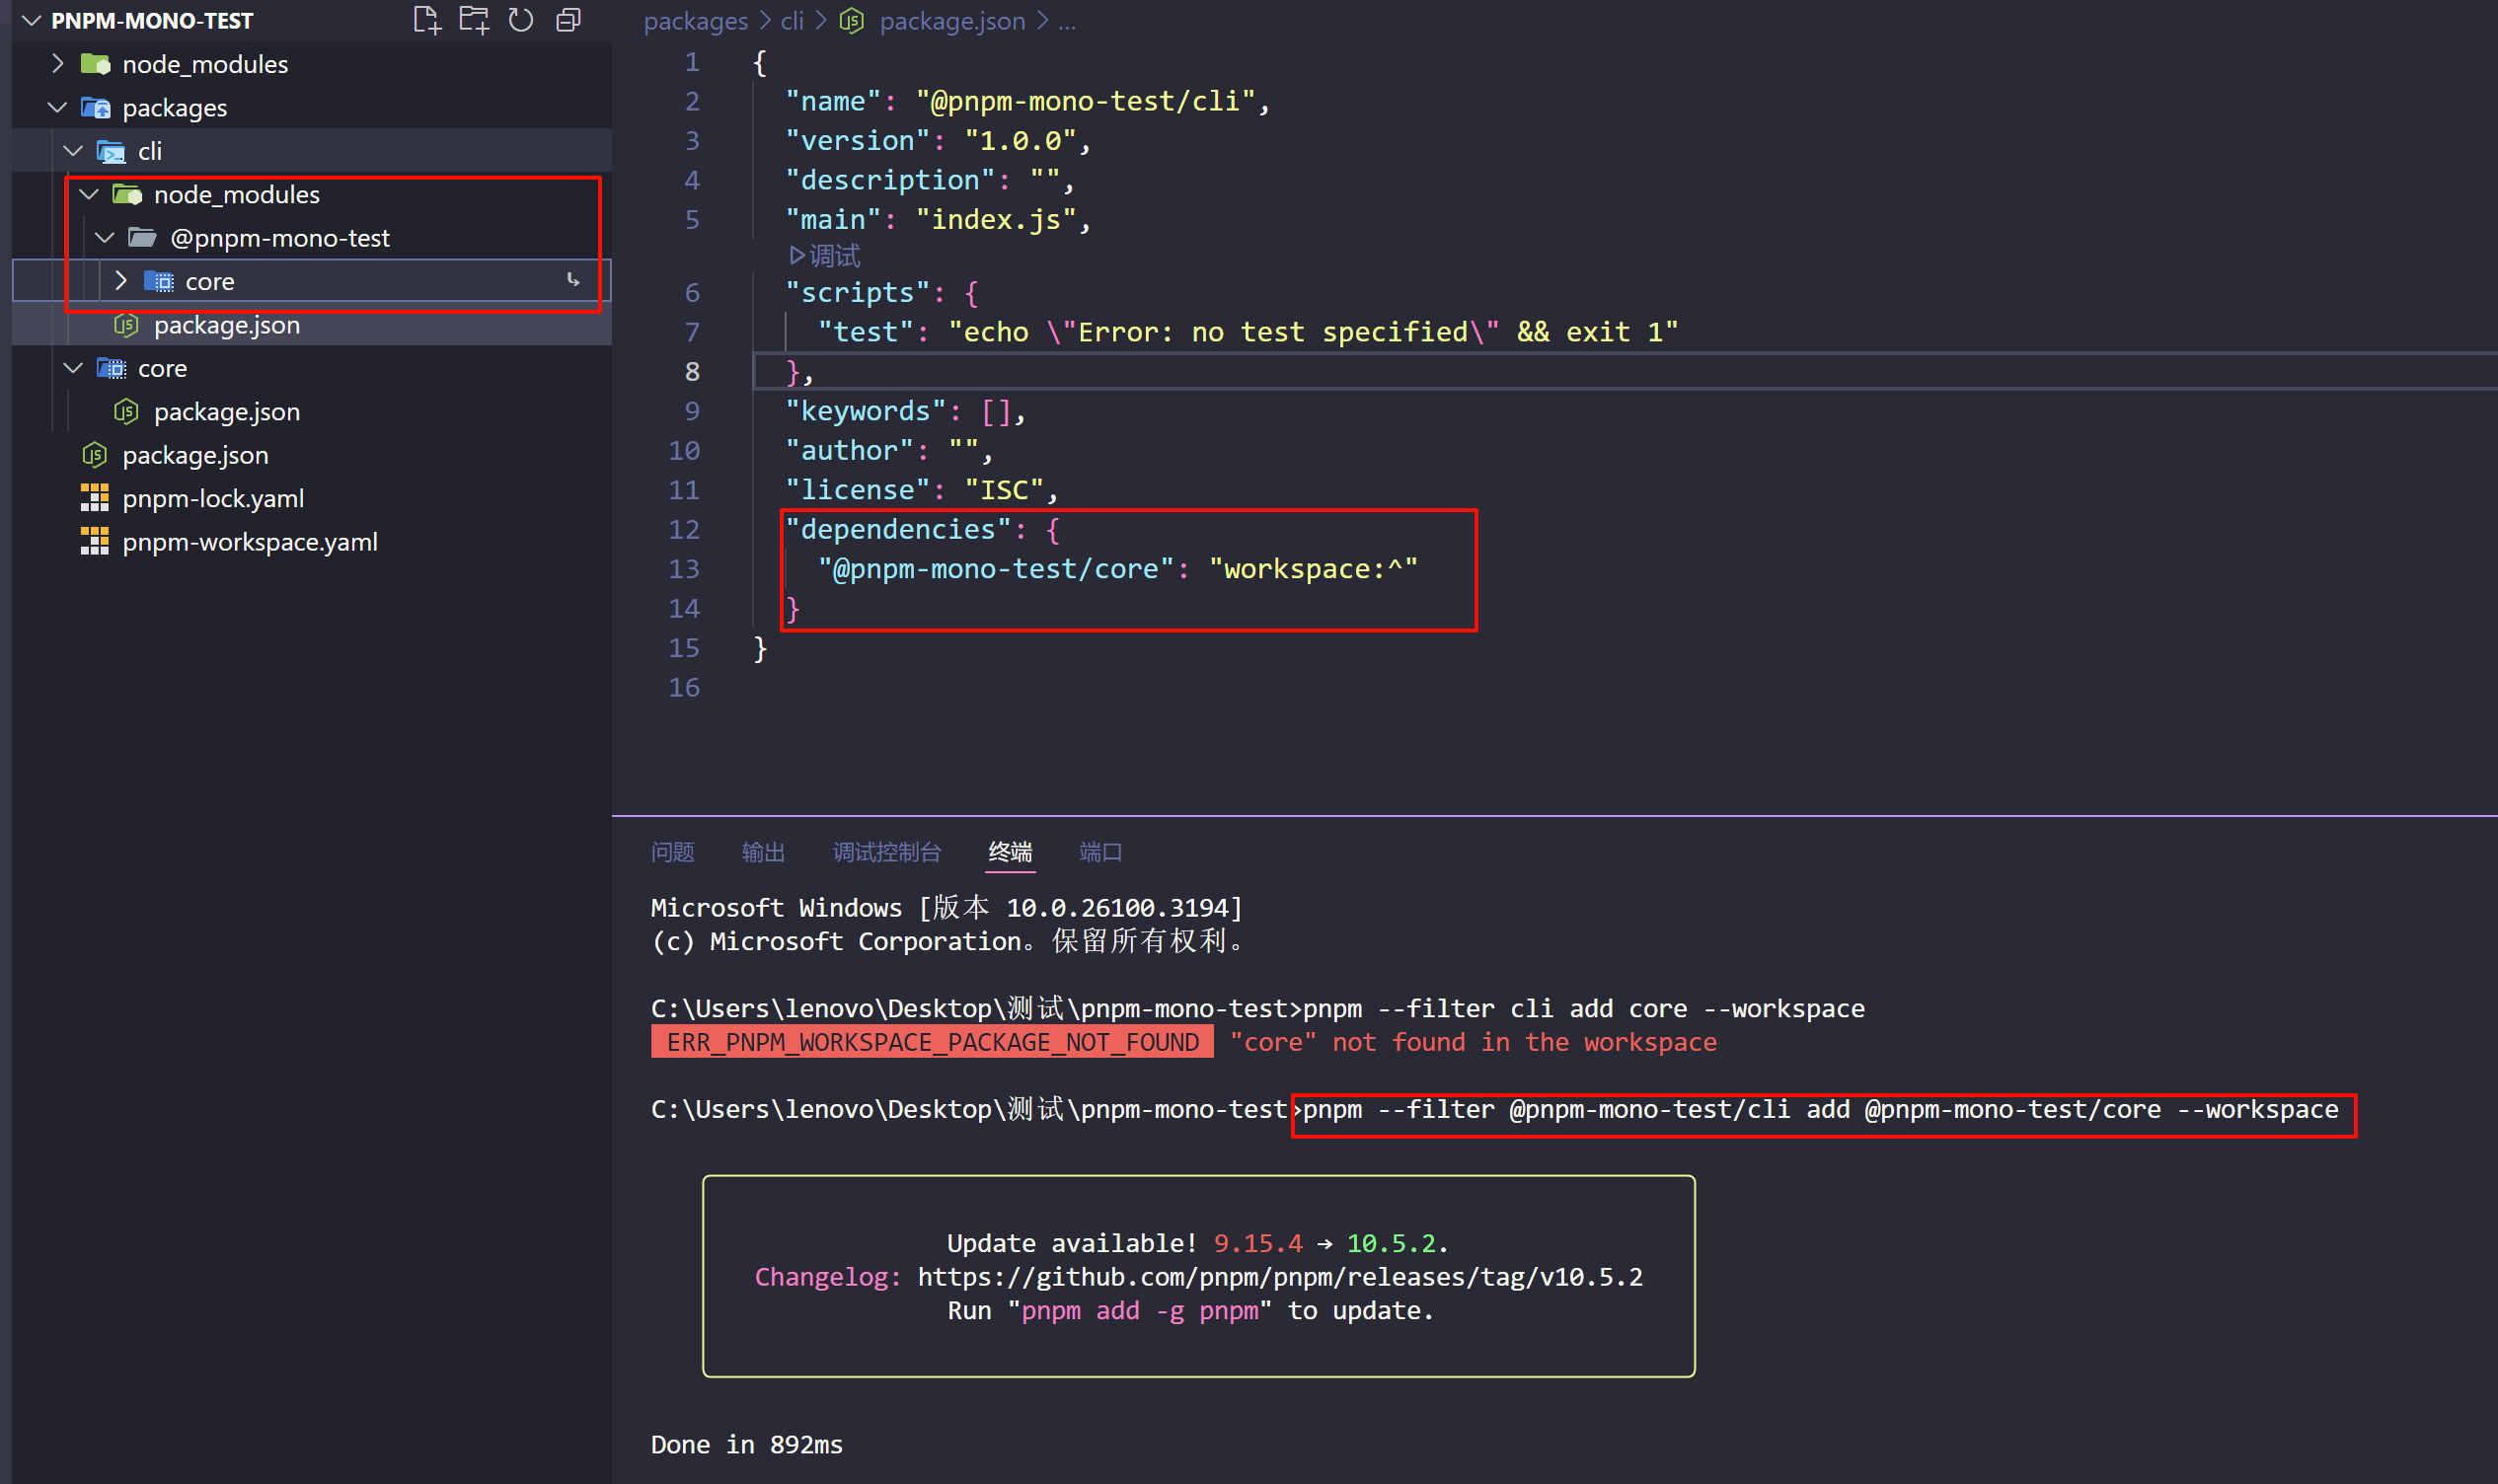 PNPM-MONO-TEST
node_modules
packages
cli
node_modules
@pnpm-mono-test
core
package.json
core
package.json
package.json
pnpm-lock.yaml
pnpm-workspace.yaml
packages > cli > package.json > ...
1 {
2 "name": "@pnpm-mono-test/cli",
3 "version": "1.0.0",
4 "description": "",
5 "main": "index.js",
调试
6 "scripts": {
7 "test": "echo \"Error: no test specified\" && exit 1"
8 },
9 "keywords": [],
10 "author": "",
11 "license": "ISC",
12 "dependencies": {
13 "@pnpm-mono-test/core": "workspace:^"
14 }
15 }
16
问题 输出 调试控制台 终端 端口
Microsoft Windows [版本 10.0.26100.3194]
(c) Microsoft Corporation。保留所有权利。
C:\Users\lenovo\Desktop\测试\pnpm-mono-test>pnpm --filter cli add core --workspace
ERR_PNPM_WORKSPACE_PACKAGE_NOT_FOUND "core" not found in the workspace
C:\Users\lenovo\Desktop\测试\pnpm-mono-test>pnpm --filter @pnpm-mono-test/cli add @pnpm-mono-test/core --workspace
Update available! 9.15.4 → 10.5.2.
Changelog: https://github.com/pnpm/pnpm/releases/tag/v10.5.2
Run "pnpm add -g pnpm" to update.
Done in 892ms